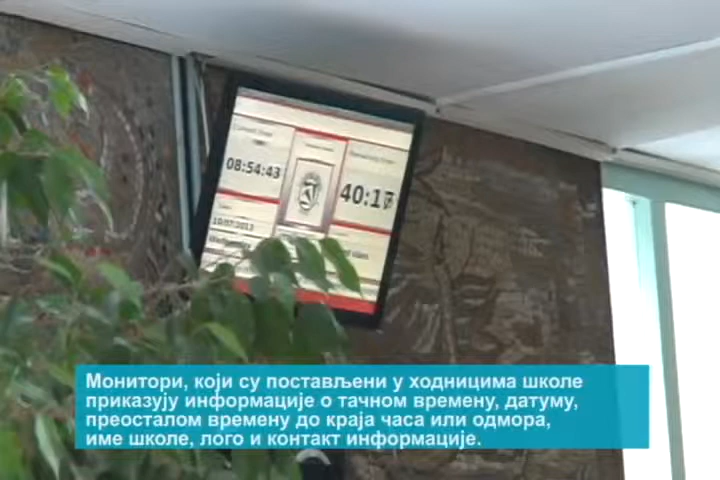 08:54:43
40:17
10/07/2013
Монитори, који су постављени у ходницима школе
приказују информације о тачном времену, датуму,
преосталом времену до краја часа или одмора,
име школе, лого и контакт информације.